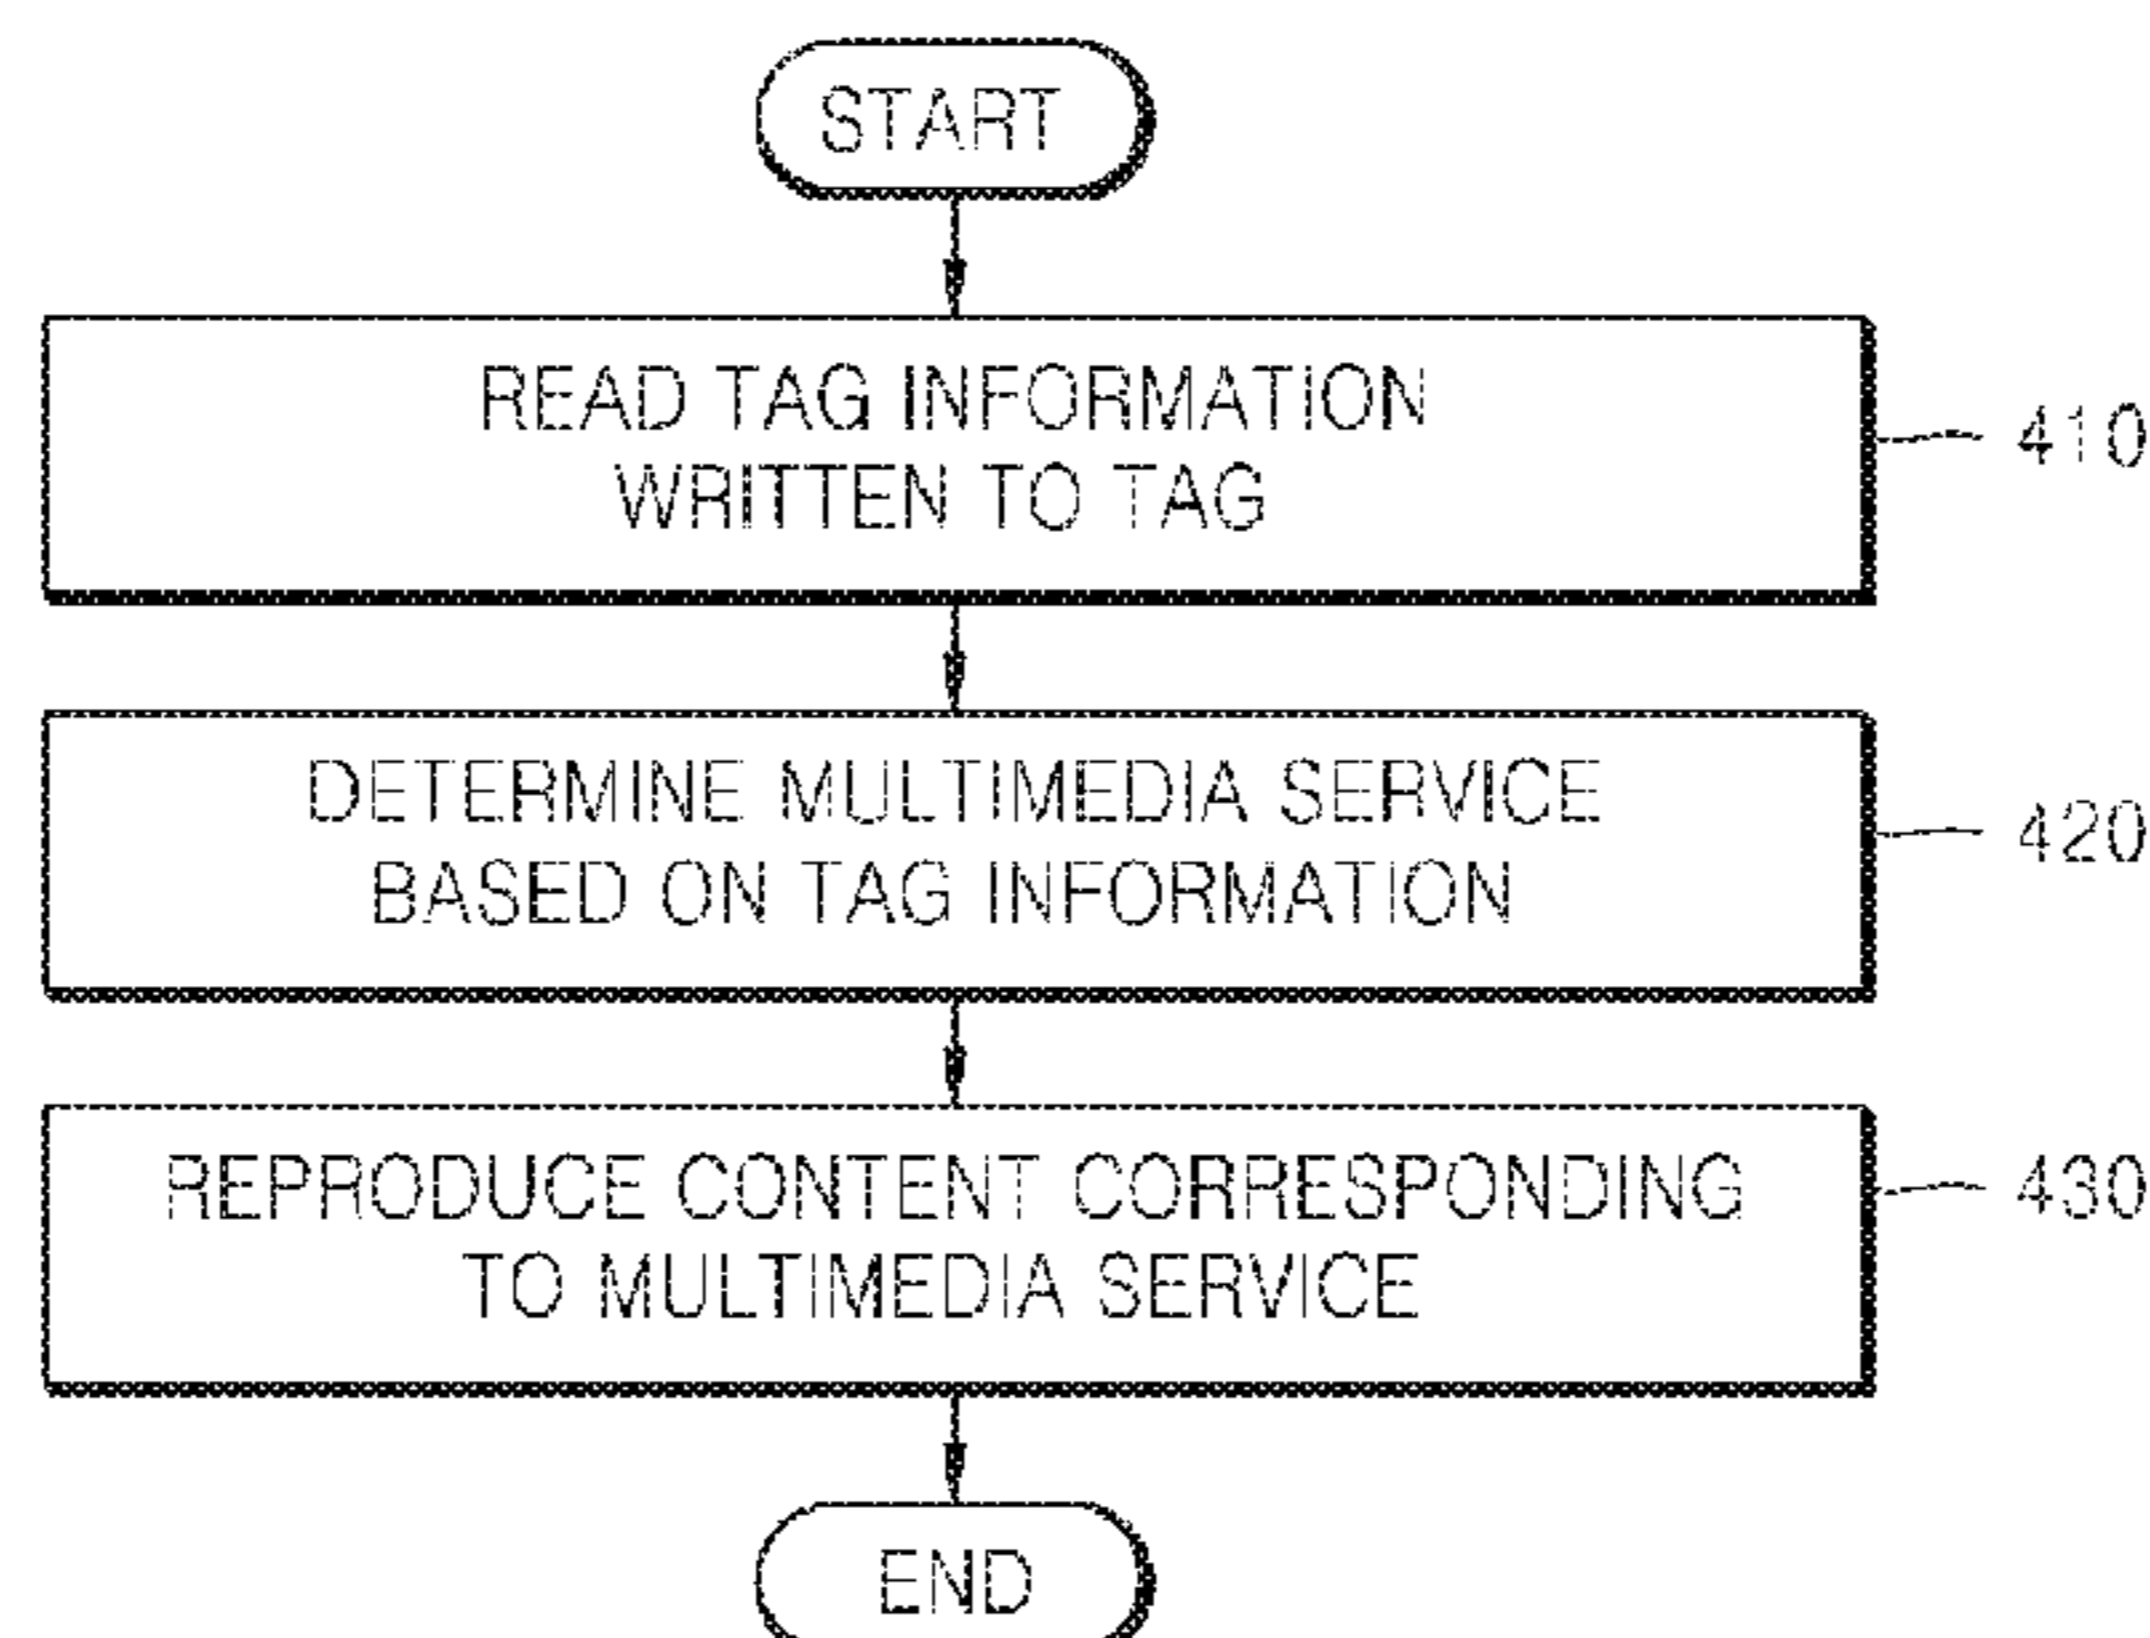 START
READ TAG INFORMATION
WRITTEN TO TAG
410
DETERMINE MULTIMEDIA SERVICE
BASED ON TAG INFORMATION
420
REPRODUCE CONTENT CORRESPONDING
TO MULTIMEDIA SERVICE
430
END